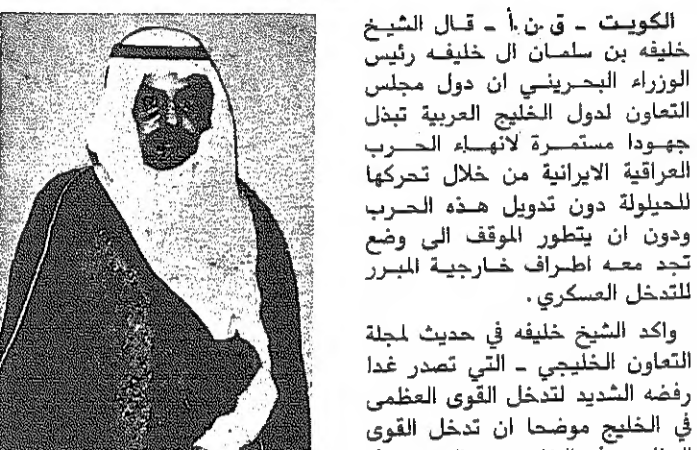 الكويت ـ ق.ن.أ ـ قال الشيخ
خليفه بن سلمان ال خليفه رئيس
الوزراء البحريني ان دول مجلس
التعاون لدول الخليج العربية تبذل
جهودا مستمرة لانهاء الحرب
العراقية الايرانية من خلال تحركها
للحيلولة دون تدويل هذه الحرب
ودون ان يتطور الموقف الى وضع
تجد معه اطراف خارجية المبرر
للتدخل العسكري.
واكد الشيخ خليفه في حديث لمجلة
التعاون الخليجي ـ التي تصدر غدا
رفضه الشديد لتدخل القوى العظمى
في الخليج موضحا ان تدخل القوى